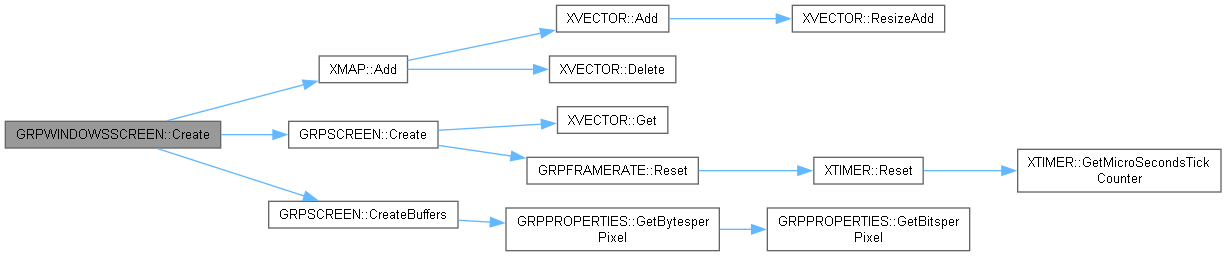 XVECTOR::Add
XVECTOR::ResizeAdd
XMAP::Add
XVECTOR::Delete
GRPWINDOWSSCREEN::Create
GRPSCREEN::Create
XVECTOR::Get
GRPFRAMERATE::Reset
XTIMER::Reset
XTIMER::GetMicroSecondsTick
Counter
GRPSCREEN::CreateBuffers
GRPPROPERTIES::GetBytesper
Pixel
GRPPROPERTIES::GetBitsper
Pixel